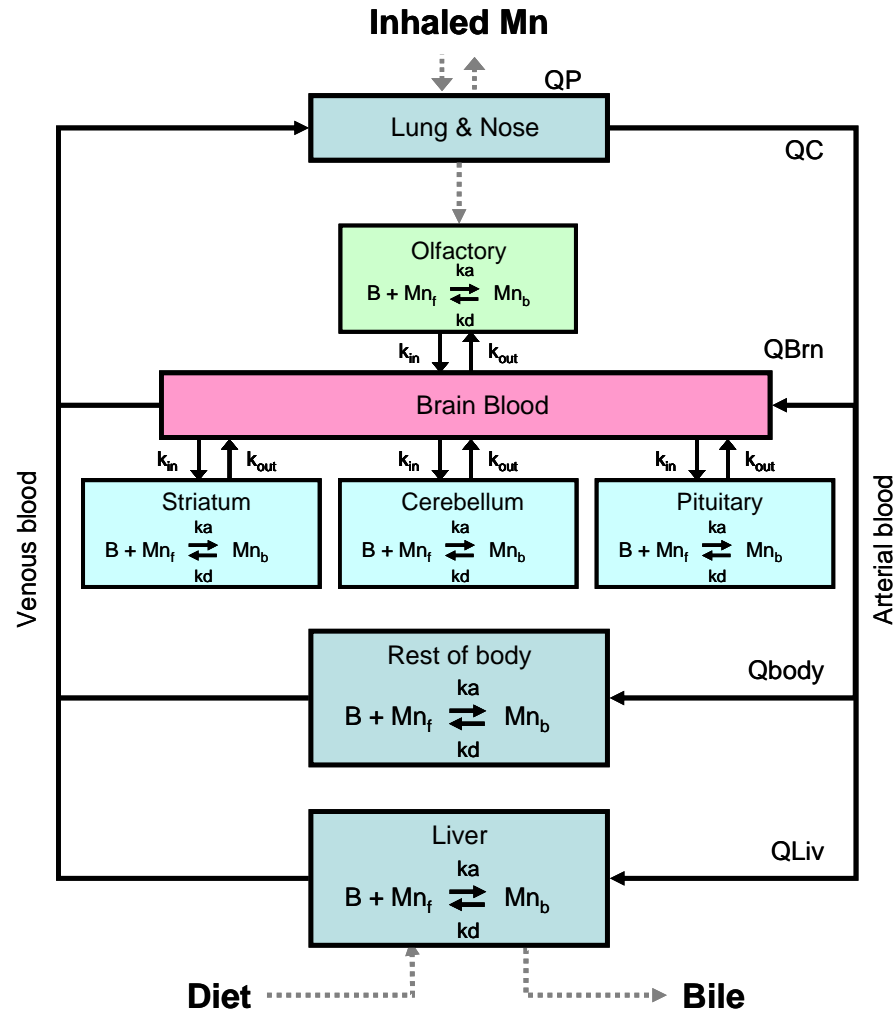 Inhaled Mn
QP
Lung & Nose
QC
Olfactory
ka
B + Mnf Mnb
kd
kin kout
QBrn
Brain Blood
kin kout kin kout kin kout
Striatum
ka
B + Mnf Mnb
kd
Cerebellum
ka
B + Mnf Mnb
kd
Pituitary
ka
B + Mnf Mnb
kd
Venous blood
Arterial blood
Rest of body
ka
B + Mnf Mnb
kd
Qbody
Liver
ka
B + Mnf Mnb
kd
QLiv
Diet
Bile